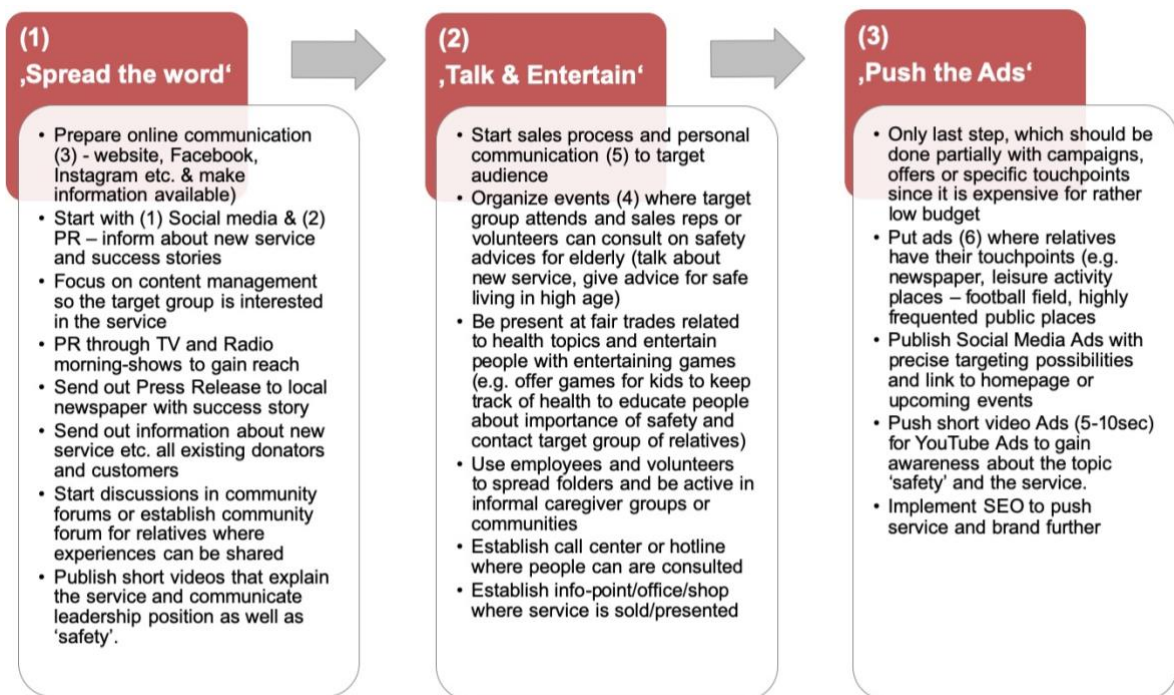 (1)
‚Spread the word‘
• Prepare online communication
(3) - website, Facebook,
Instagram etc. & make
information available)
• Start with (1) Social media & (2)
PR – inform about new service
and success stories
• Focus on content management
so the target group is interested
in the service
• PR through TV and Radio
morning-shows to gain reach
• Send out Press Release to local
newspaper with success story
• Send out information about new
service etc. all existing donators
and customers
• Start discussions in community
forums or establish community
forum for relatives where
experiences can be shared
• Publish short videos that explain
the service and communicate
leadership position as well as
‘safety’.
(2)
‚Talk & Entertain‘
• Start sales process and personal
communication (5) to target
audience
• Organize events (4) where target
group attends and sales reps or
volunteers can consult on safety
advices for elderly (talk about
new service, give advice for safe
living in high age)
• Be present at fair trades related
to health topics and entertain
people with entertaining games
(e.g. offer games for kids to keep
track of health to educate people
about importance of safety and
contact target group of relatives)
• Use employees and volunteers
to spread folders and be active in
informal caregiver groups or
communities
• Establish call center or hotline
where people can are consulted
• Establish info-point/office/shop
where service is sold/presented
(3)
‚Push the Ads‘
• Only last step, which should be
done partially with campaigns,
offers or specific touchpoints
since it is expensive for rather
low budget
• Put ads (6) where relatives
have their touchpoints (e.g.
newspaper, leisure activity
places – football field, highly
frequented public places
• Publish Social Media Ads with
precise targeting possibilities
and link to homepage or
upcoming events
• Push short video Ads (5-10sec)
for YouTube Ads to gain
awareness about the topic
‘safety’ and the service.
• Implement SEO to push
service and brand further